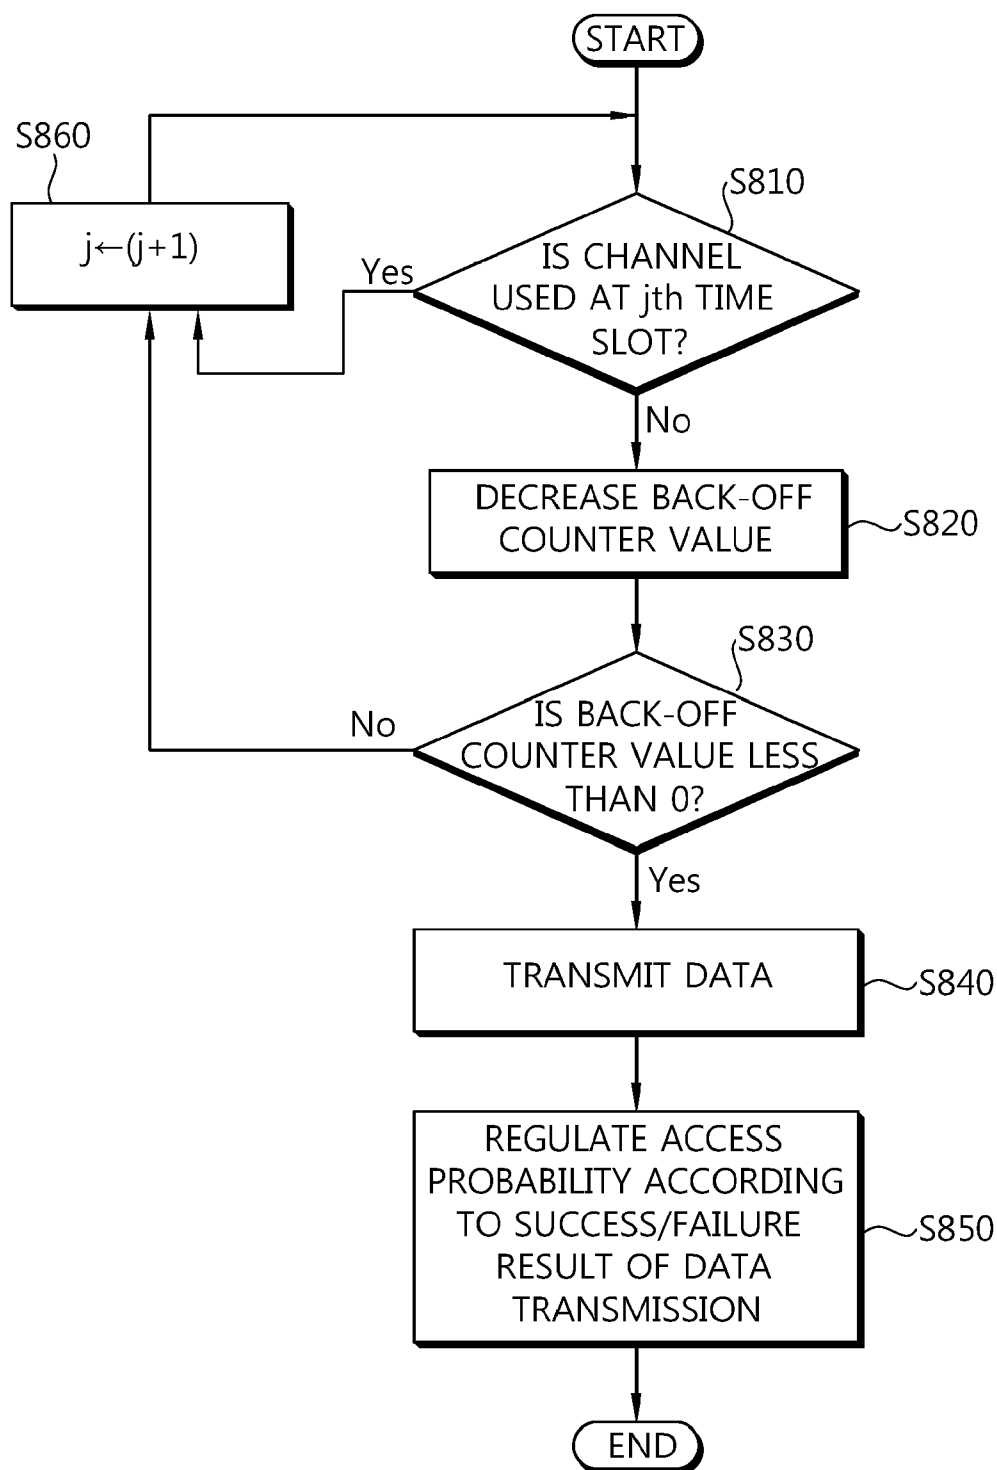 START
S860
j←(j+1)
S810
Yes
IS CHANNEL
USED AT jth TIME
SLOT?
No
DECREASE BACK-OFF
COUNTER VALUE
S820
S830
No
IS BACK-OFF
COUNTER VALUE LESS
THAN 0?
Yes
TRANSMIT DATA
S840
REGULATE ACCESS
PROBABILITY ACCORDING
TO SUCCESS/FAILURE
RESULT OF DATA
TRANSMISSION
S850
END